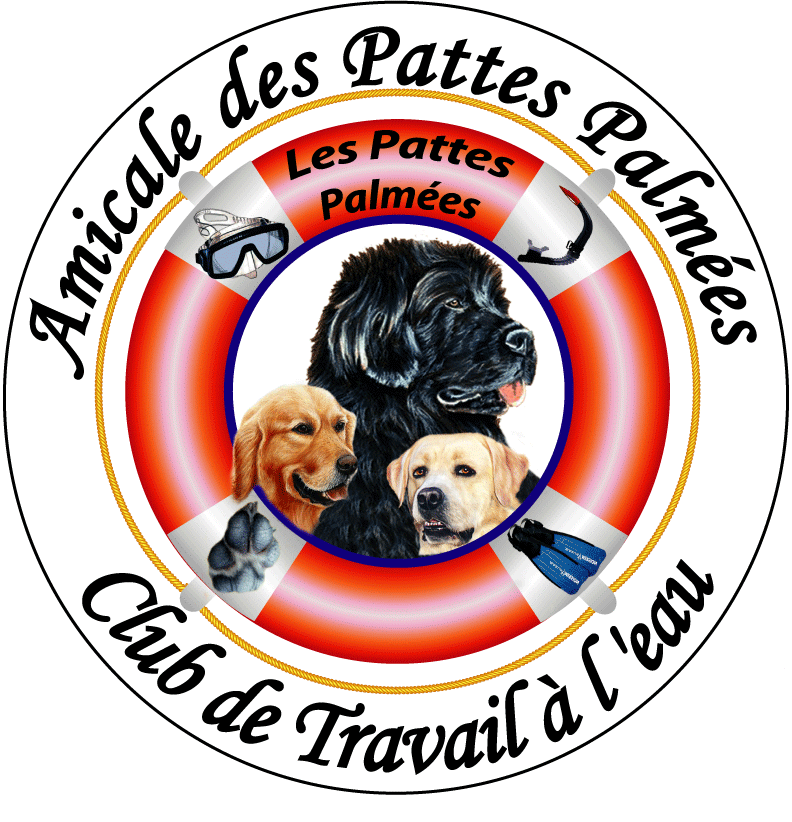 Amicale des Pattes Palmées
Les Pattes
Palmées
Club de Travail à l'eau